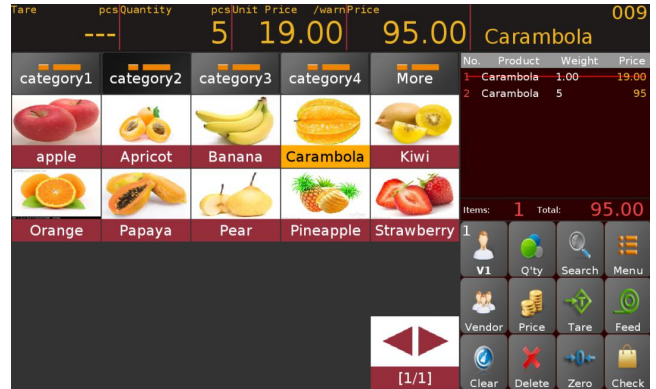 Tare pcs Quantity pcs Unit Price /warn Price 009
--- 5 19.00 95.00 Carambola
category1 category2 category3 category4 More
No. Product Weight Price
1 Carambola 1.00 19.00
2 Carambola 5 95
apple Apricot Banana Carambola Kiwi
Items: 1 Total: 95.00
Orange Papaya Pear Pineapple Strawberry
1
V1 Q'ty Search Menu
Vendor Price Tare Feed
[1/1]
Clear Delete Zero Check